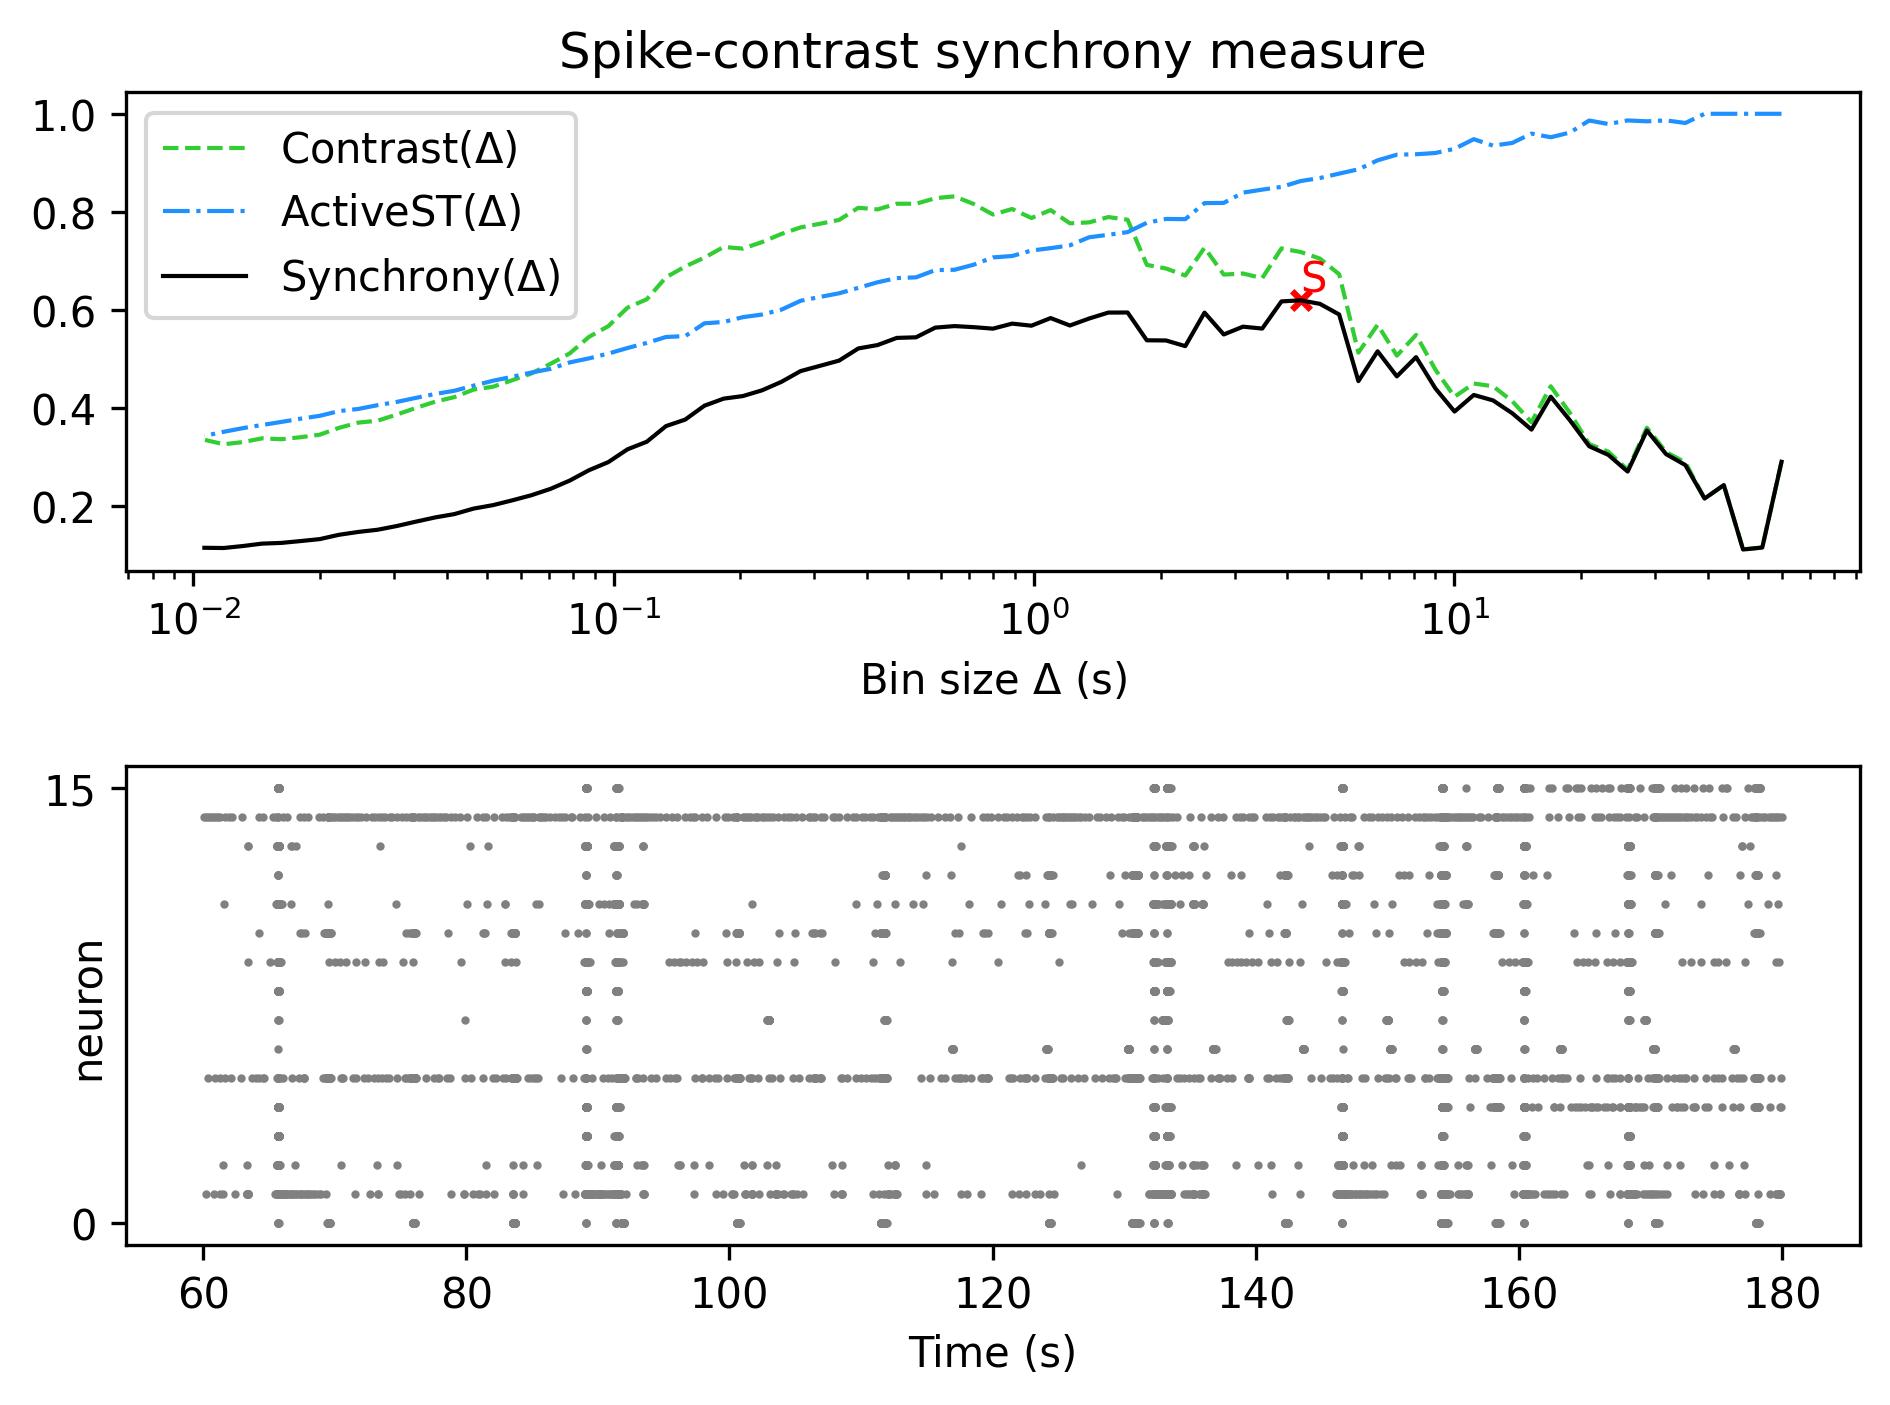 Spike-contrast synchrony measure
1.0
0.8
0.6
0.4
0.2
Contrast(Δ)
ActiveST(Δ)
Synchrony(Δ)
S
10⁻² 10⁻¹ 10⁰ 10¹
Bin size Δ (s)
15
0
neuron
60 80 100 120 140 160 180
Time (s)